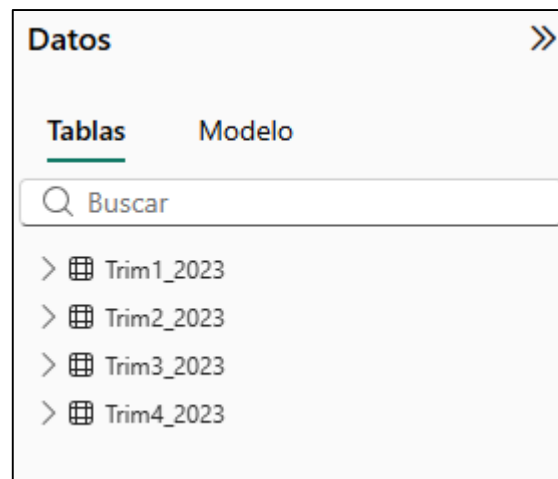 Datos
Tablas Modelo
Buscar
Trim1_2023
Trim2_2023
Trim3_2023
Trim4_2023